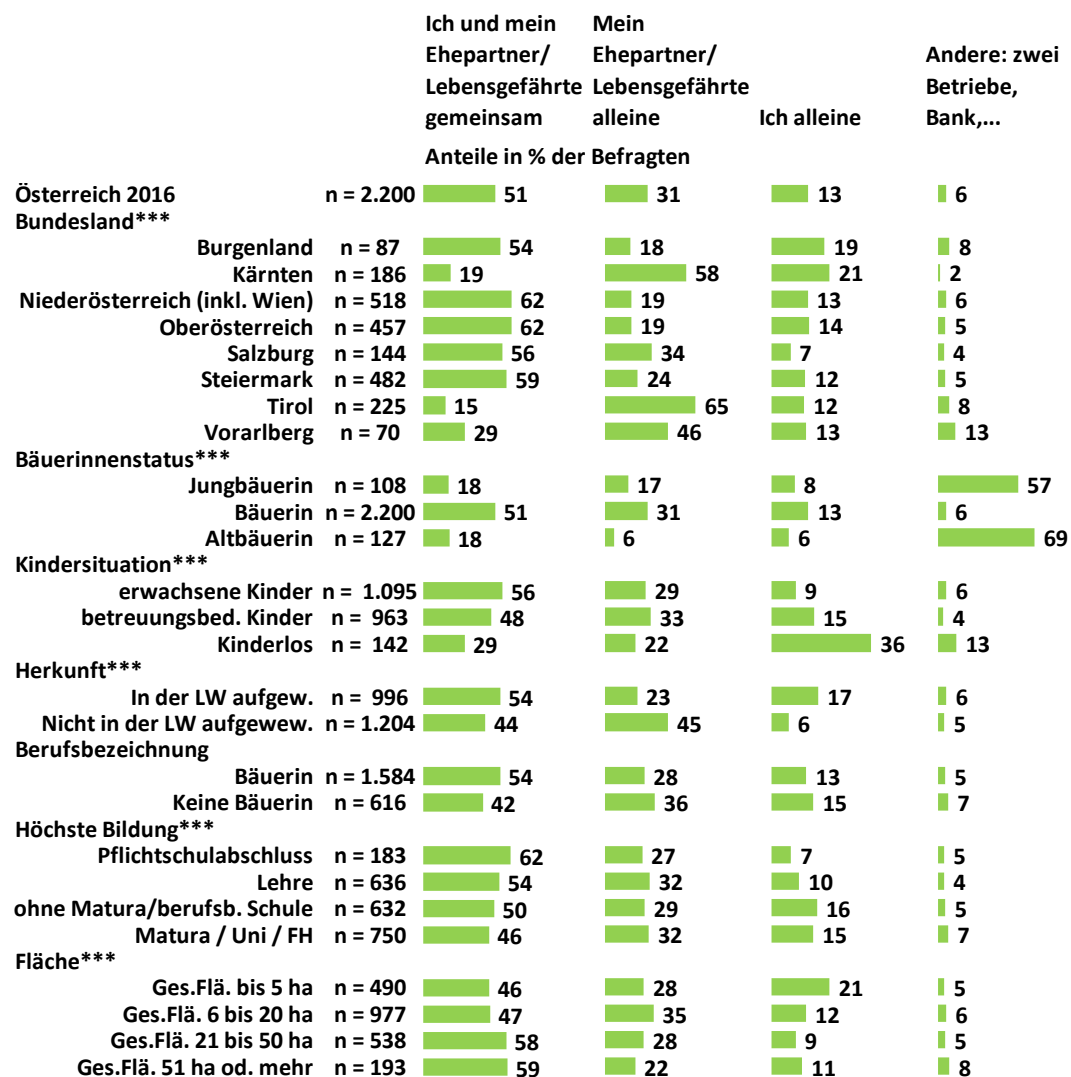 Ich und mein Ehepartner/ Lebensgefährte gemeinsam
Mein Ehepartner/ Lebensgefährte alleine
Ich alleine
Andere: zwei Betriebe, Bank,...
Anteile in % der Befragten
Österreich 2016 n = 2.200 51 31 13 6
Bundesland***
Burgenland n = 87 54 18 19 8
Kärnten n = 186 19 58 21 2
Niederösterreich (inkl. Wien) n = 518 62 19 13 6
Oberösterreich n = 457 62 19 14 5
Salzburg n = 144 56 34 7 4
Steiermark n = 482 59 24 12 5
Tirol n = 225 15 65 12 8
Vorarlberg n = 70 29 46 13 13
Bäuerinnenstatus***
Jungbäuerin n = 108 18 17 8 57
Bäuerin n = 2.200 51 31 13 6
Altbäuerin n = 127 18 6 6 69
Kindersituation***
erwachsene Kinder n = 1.095 56 29 9 6
betreuungsbed. Kinder n = 963 48 33 15 4
Kinderlos n = 142 29 22 36 13
Herkunft***
In der LW aufgew. n = 996 54 23 17 6
Nicht in der LW aufgewew. n = 1.204 44 45 6 5
Berufsbezeichnung
Bäuerin n = 1.584 54 28 13 5
Keine Bäuerin n = 616 42 36 15 7
Höchste Bildung***
Pflichtschulabschluss n = 183 62 27 7 5
Lehre n = 636 54 32 10 4
ohne Matura/berufsb. Schule n = 632 50 29 16 5
Matura / Uni / FH n = 750 46 32 15 7
Fläche***
Ges.Flä. bis 5 ha n = 490 46 28 21 5
Ges.Flä. 6 bis 20 ha n = 977 47 35 12 6
Ges.Flä. 21 bis 50 ha n = 538 58 28 9 5
Ges.Flä. 51 ha od. mehr n = 193 59 22 11 8